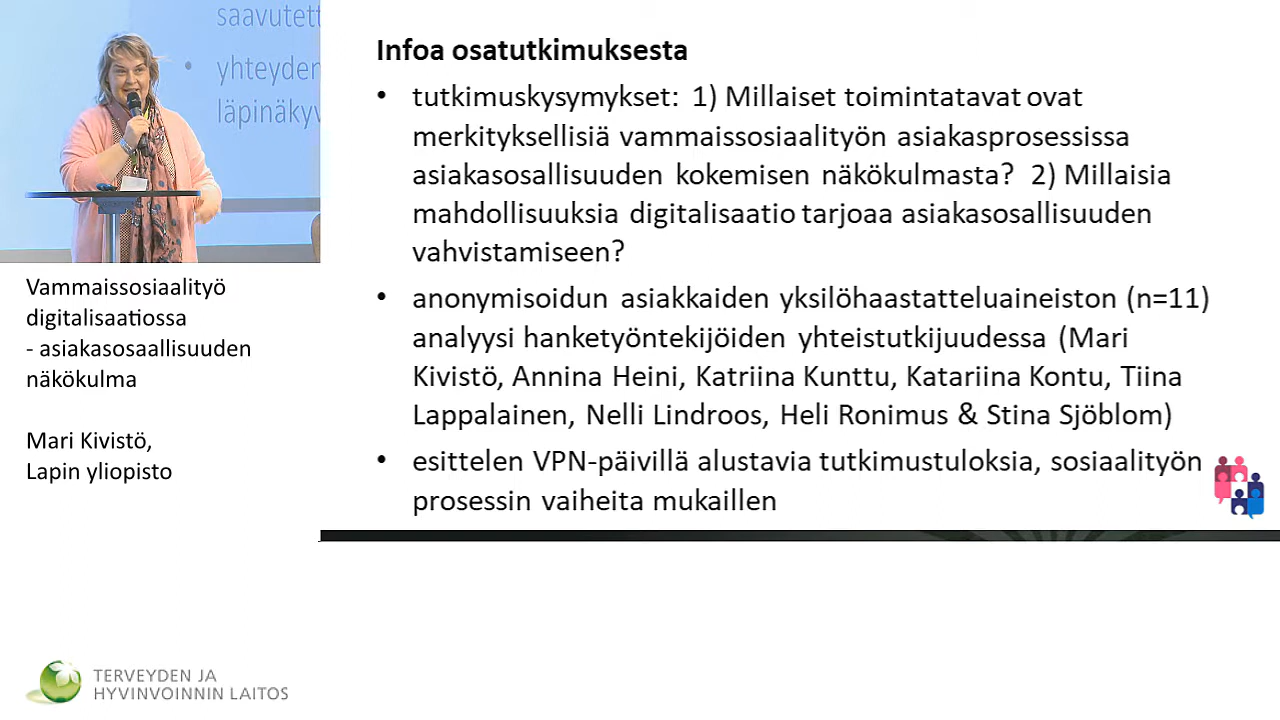 saavutett
yhteyden
läpinäkyv
Vammaissosiaalityö
digitalisaatiossa
- asiakasosaallisuuden
näkökulma
Mari Kivistö,
Lapin yliopisto
Infoa osatutkimuksesta
• tutkimuskysymykset: 1) Millaiset toimintatavat ovat
merkityksellisiä vammaissosiaalityön asiakasprosessissa
asiakasosallisuuden kokemisen näkökulmasta? 2) Millaisia
mahdollisuuksia digitalisaatio tarjoaa asiakasosallisuuden
vahvistamiseen?
• anonymisoidun asiakkaiden yksilöhaastatteluaineiston (n=11)
analyysi hanketyöntekijöiden yhteistutkijuudessa (Mari
Kivistö, Annina Heini, Katriina Kunttu, Katariina Kontu, Tiina
Lappalainen, Nelli Lindroos, Heli Ronimus & Stina Sjöblom)
• esittelen VPN-päivillä alustavia tutkimustuloksia, sosiaalityön
prosessin vaiheita mukaillen
TERVEYDEN JA
HYVINVOINNIN LAITOS